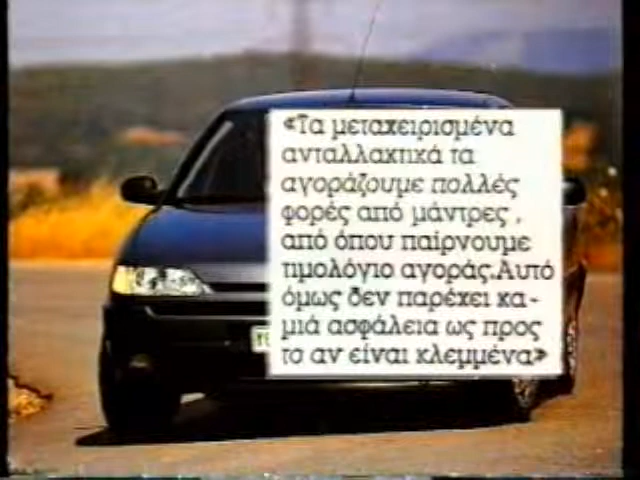 «Τα μεταχειρισμένα
ανταλλακτικά τα
αγοράζουμε πολλές
φορές από μάντρες ,
από όπου παίρνουμε
τιμολόγιο αγοράς.Αυτό
όμως δεν παρέχει κα-
μιά ασφάλεια ως προς
το αν είναι κλεμμένα»